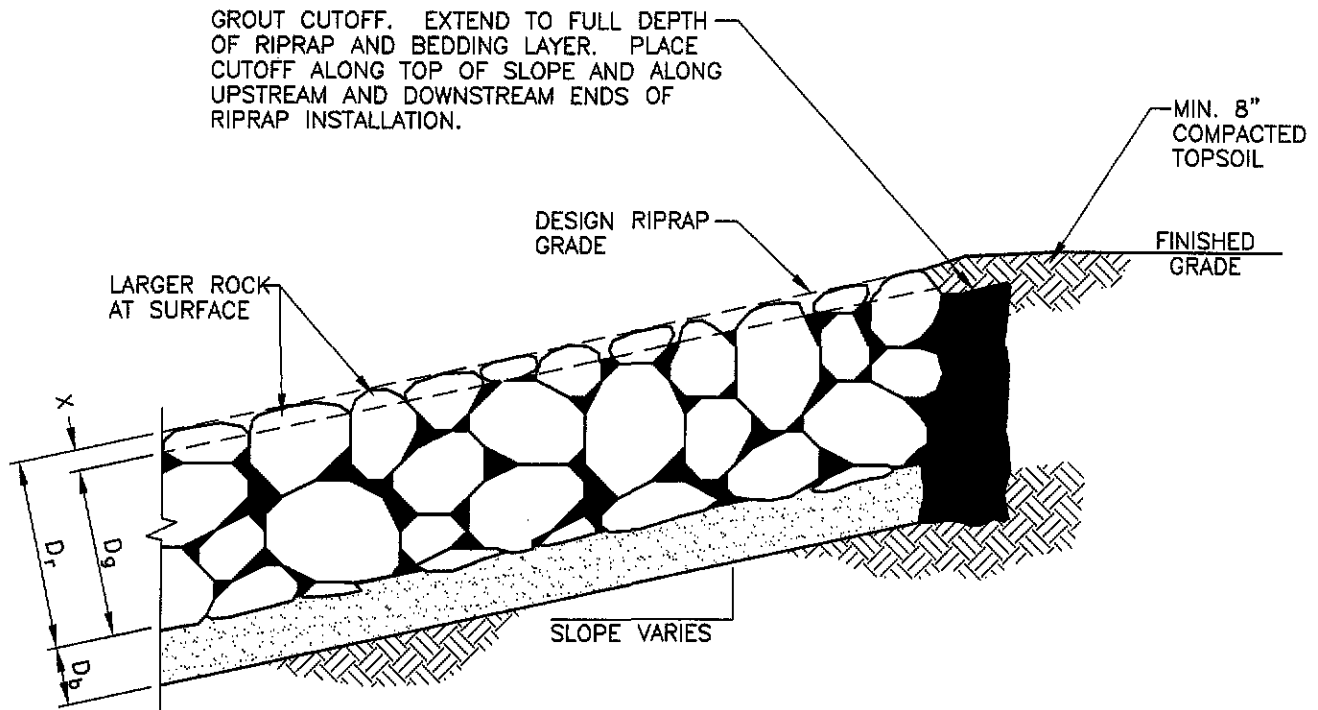 GROUT CUTOFF. EXTEND TO FULL DEPTH
OF RIPRAP AND BEDDING LAYER. PLACE
CUTOFF ALONG TOP OF SLOPE AND ALONG
UPSTREAM AND DOWNSTREAM ENDS OF
RIPRAP INSTALLATION.
MIN. 8"
COMPACTED
TOPSOIL
DESIGN RIPRAP
GRADE
FINISHED
GRADE
LARGER ROCK
AT SURFACE
X
Dr
Dg
Db
SLOPE VARIES